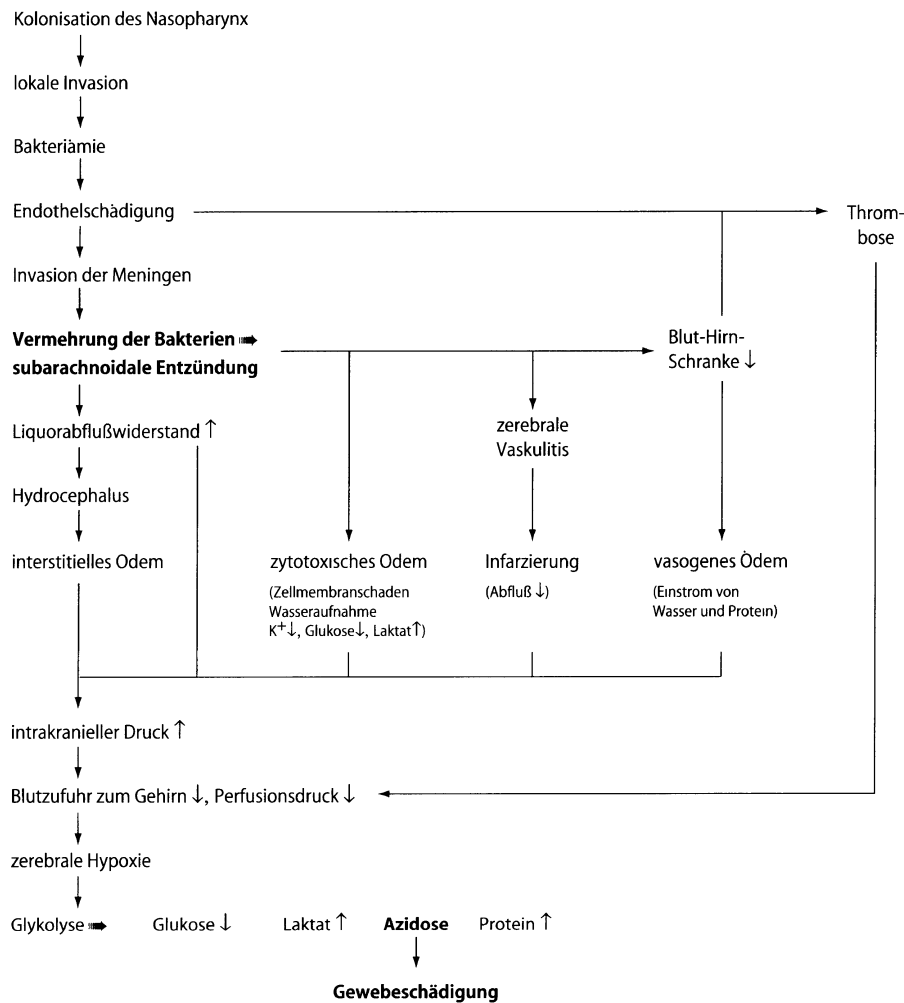 Kolonisation des Nasopharynx
lokale Invasion
Bakteriämie
Endothelschädigung
Throm-
bose
Invasion der Meningen
Vermehrung der Bakterien ➠
subarachnoidale Entzündung
Blut-Hirn-
Schranke ↓
zerebrale
Vaskulitis
Liquorabflußwiderstand ↑
Hydrocephalus
interstitielles Odem
zytotoxisches Odem
(Zellmembranschaden
Wasseraufnahme
K+↓, Glukose↓, Laktat↑)
Infarzierung
(Abfluß ↓)
vasogenes Ödem
(Einstrom von
Wasser und Protein)
intrakranieller Druck ↑
Blutzufuhr zum Gehirn ↓, Perfusionsdruck ↓
zerebrale Hypoxie
Glykolyse ➠ Glukose ↓ Laktat ↑ Azidose Protein ↑
Gewebeschädigung